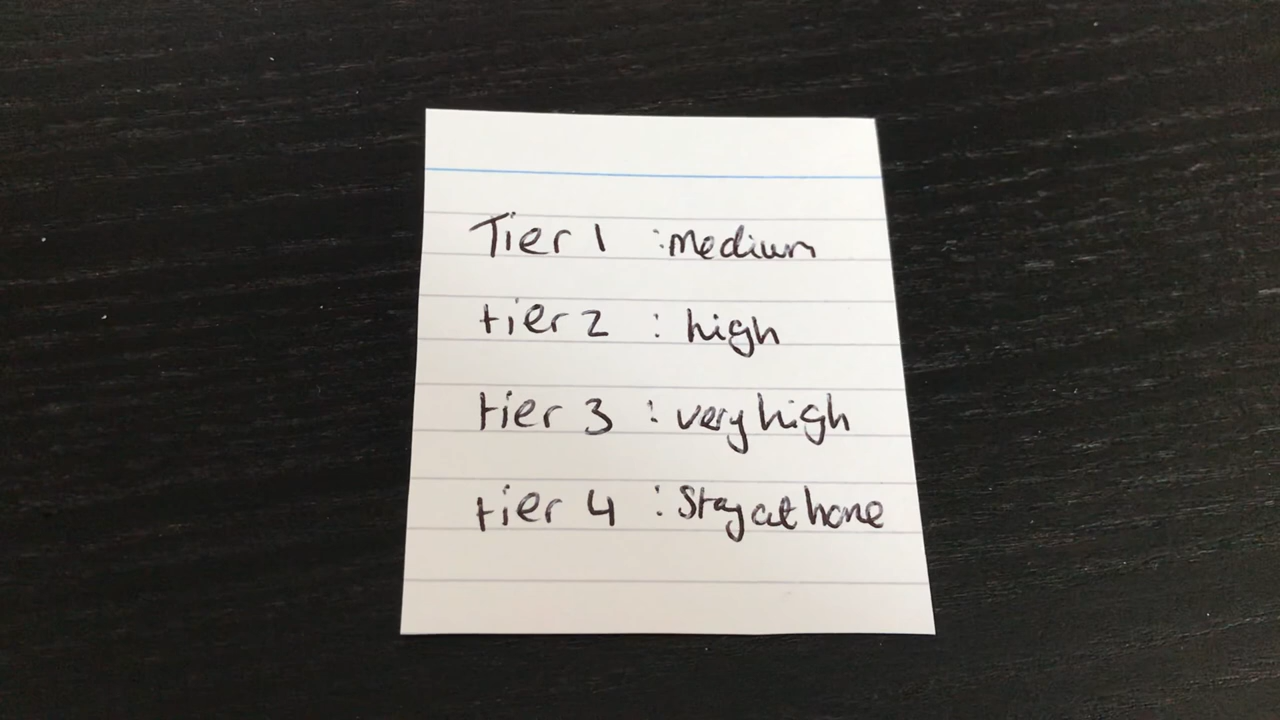 Tier 1 : medium
tier 2 : high
tier 3 : very high
tier 4 : Stay at home